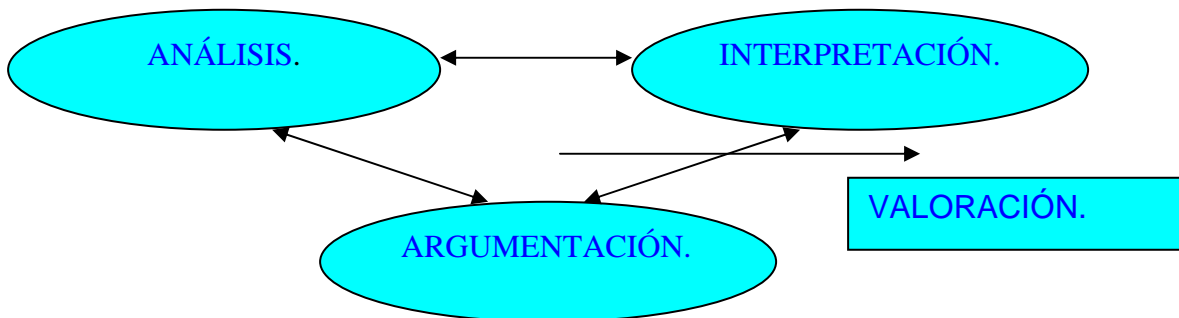 ANÁLISIS.
INTERPRETACIÓN.
VALORACIÓN.
ARGUMENTACIÓN.